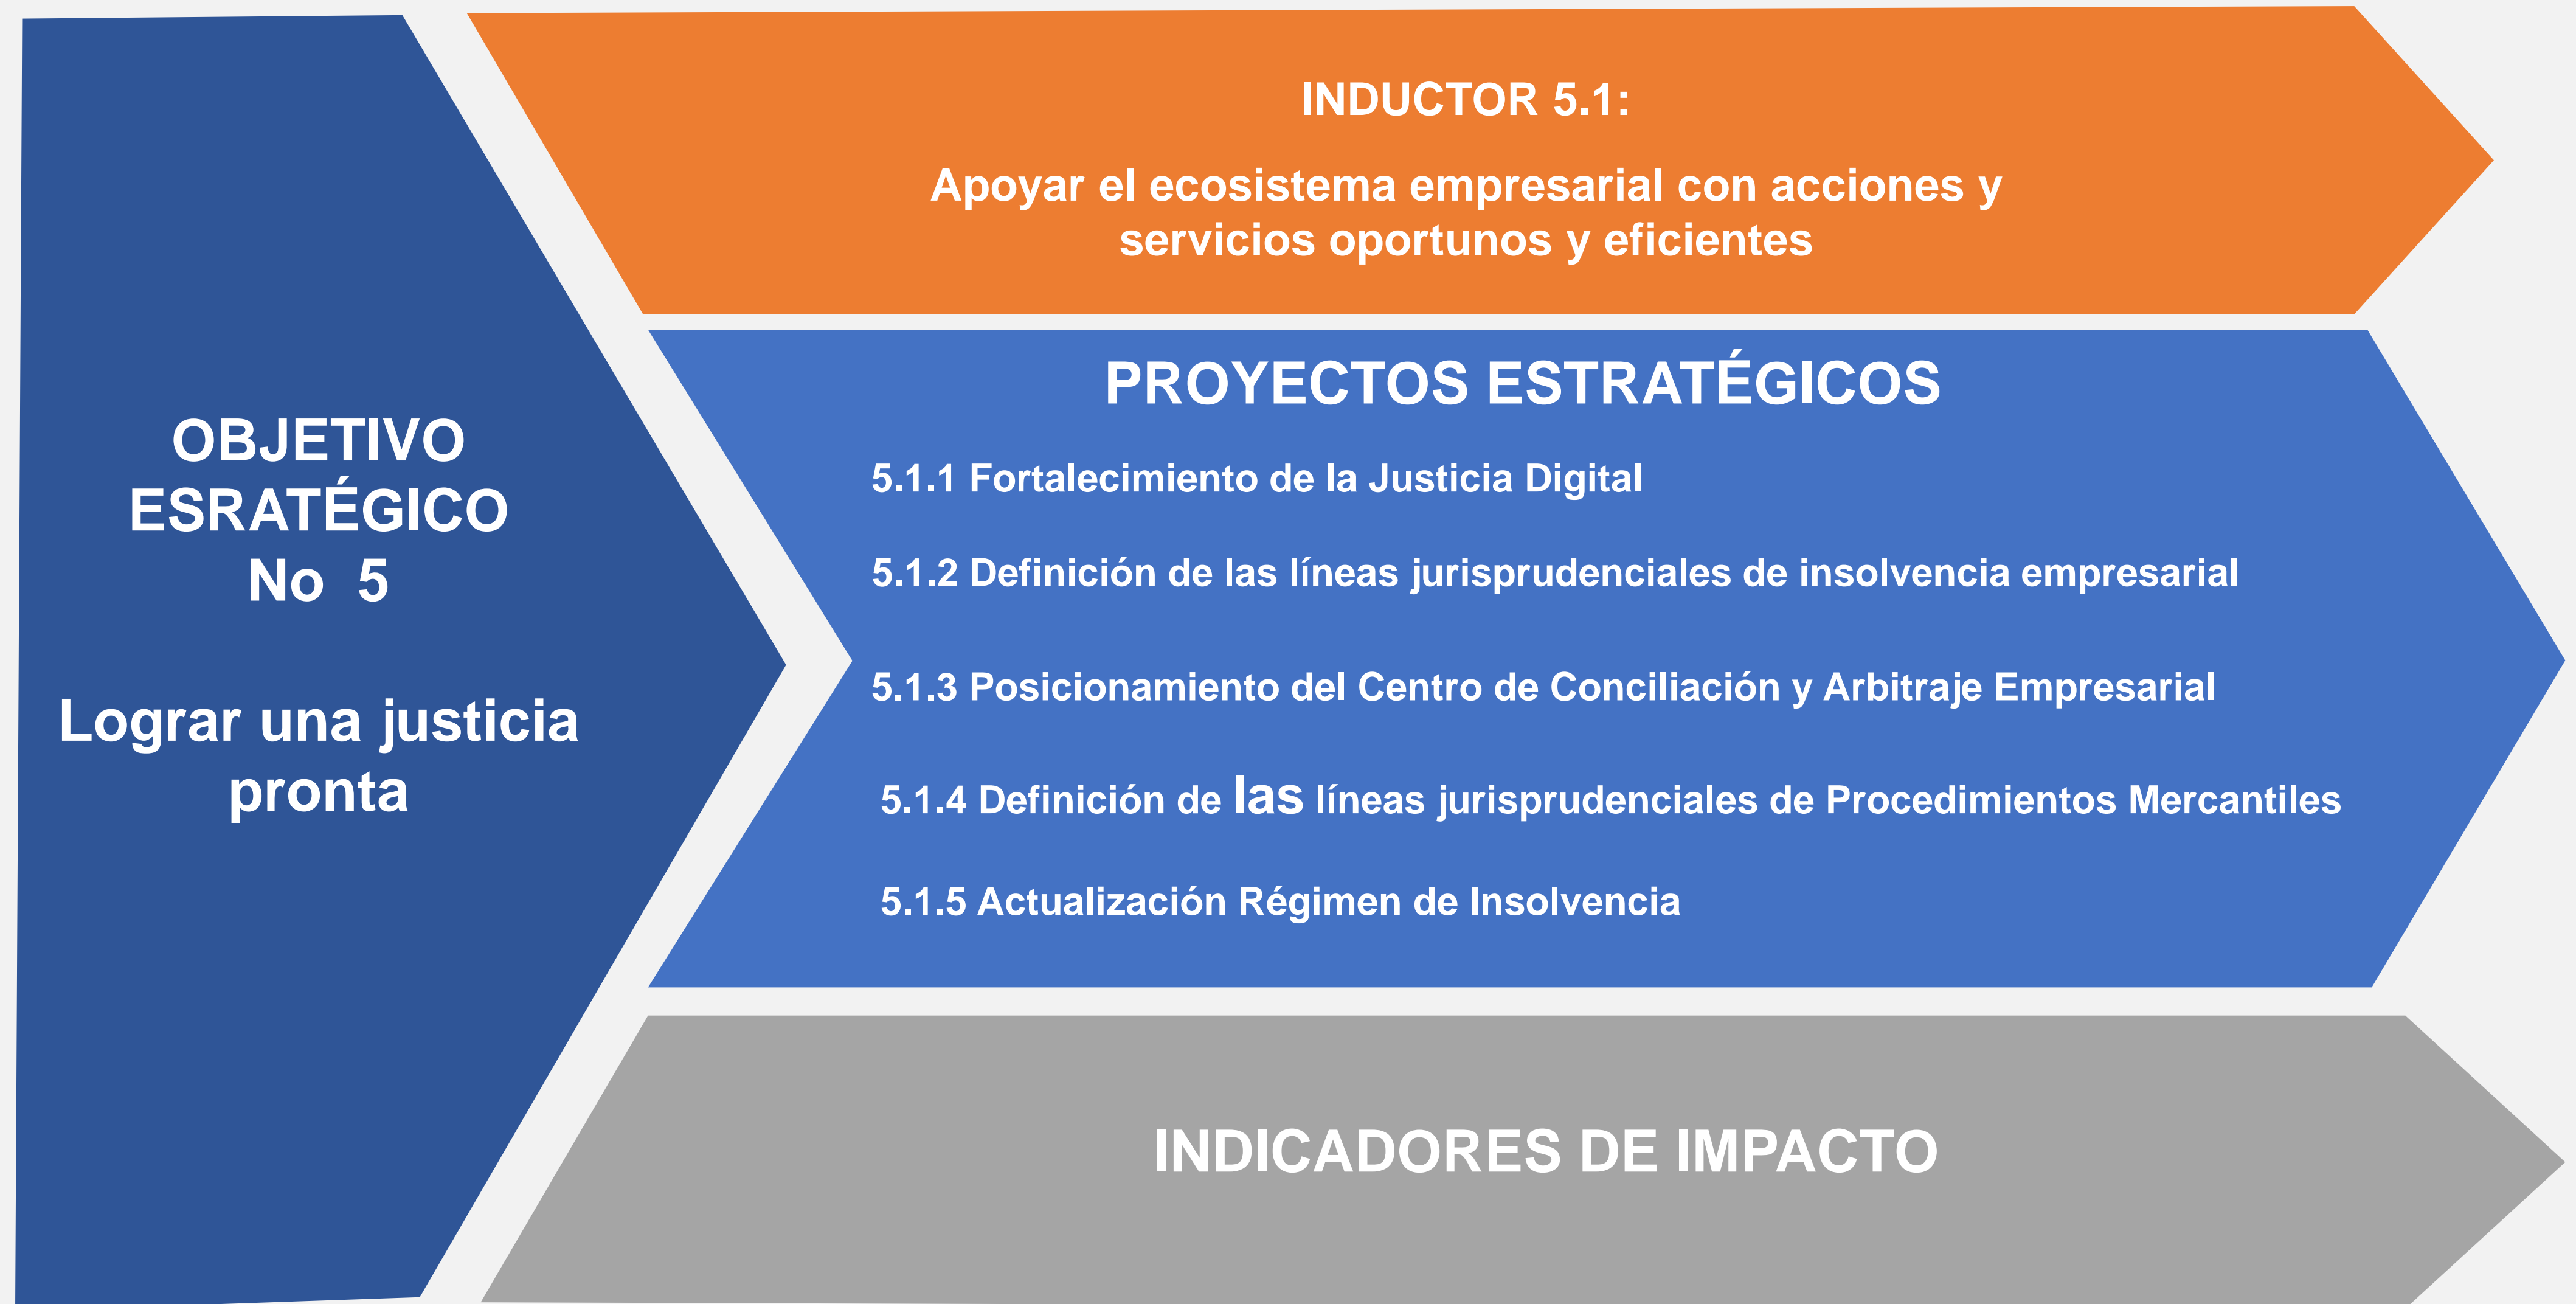 OBJETIVO
ESRATÉGICO
No 5
Lograr una justicia
pronta
INDUCTOR 5.1:
Apoyar el ecosistema empresarial con acciones y
servicios oportunos y eficientes
PROYECTOS ESTRATÉGICOS
5.1.1 Fortalecimiento de la Justicia Digital
5.1.2 Definición de las líneas jurisprudenciales de insolvencia empresarial
5.1.3 Posicionamiento del Centro de Conciliación y Arbitraje Empresarial
5.1.4 Definición de las líneas jurisprudenciales de Procedimientos Mercantiles
5.1.5 Actualización Régimen de Insolvencia
INDICADORES DE IMPACTO